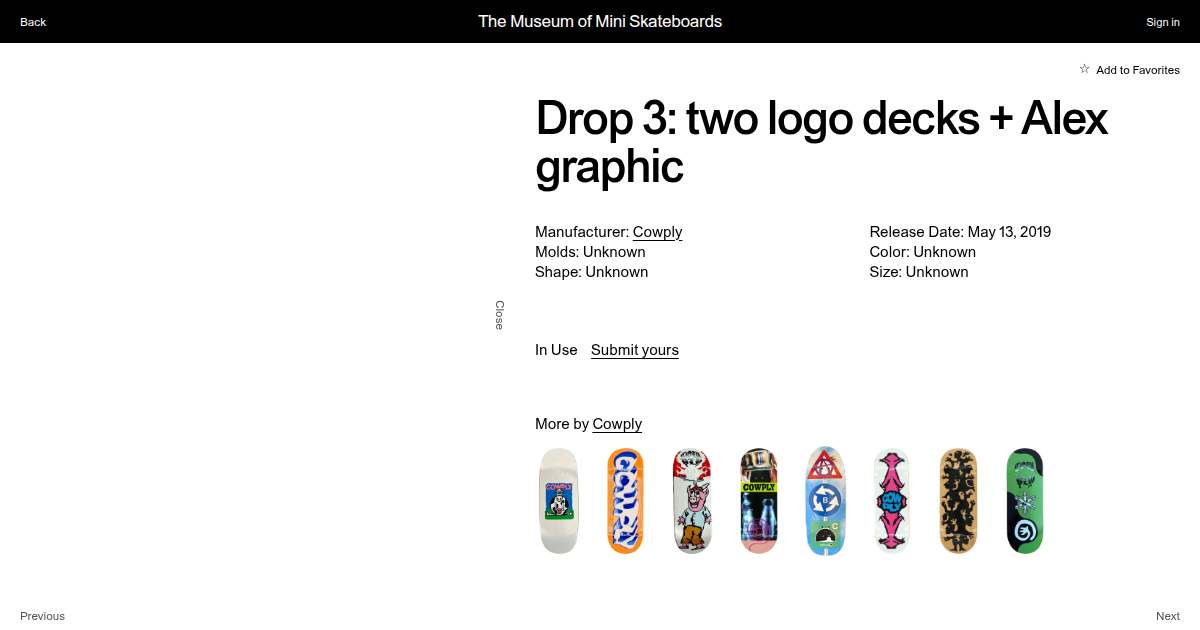 Back
The Museum of Mini Skateboards
Sign in
☆ Add to Favorites
Drop 3: two logo decks + Alex
graphic
Manufacturer: Cowply
Release Date: May 13, 2019
Molds: Unknown
Color: Unknown
Shape: Unknown
Size: Unknown
Close
In Use
Submit yours
More by Cowply
COWPLY
Previous
Next